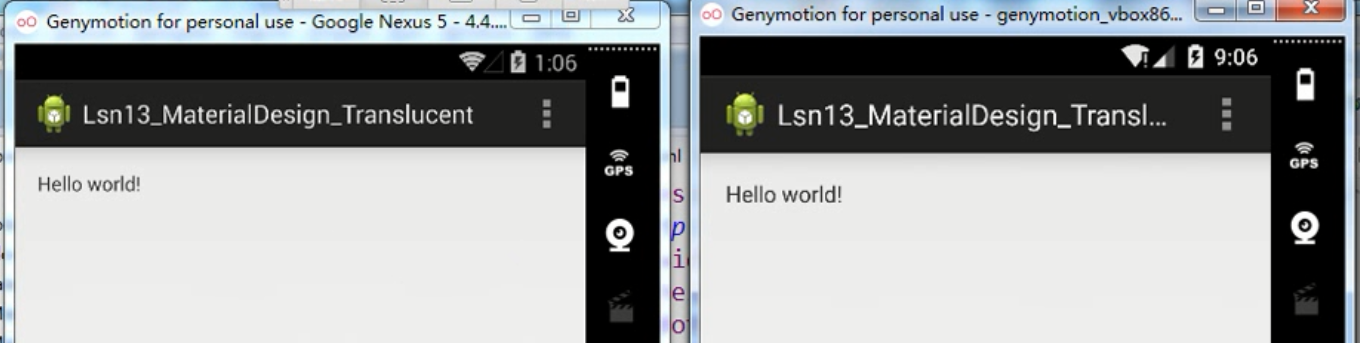 Genymotion for personal use - Google Nexus 5 - 4.4....
1:06
Lsn13_MaterialDesign_Translucent
Hello world!
GPS
Genymotion for personal use - genymotion_vbox86...
9:06
Lsn13_MaterialDesign_Transl...
Hello world!
GPS